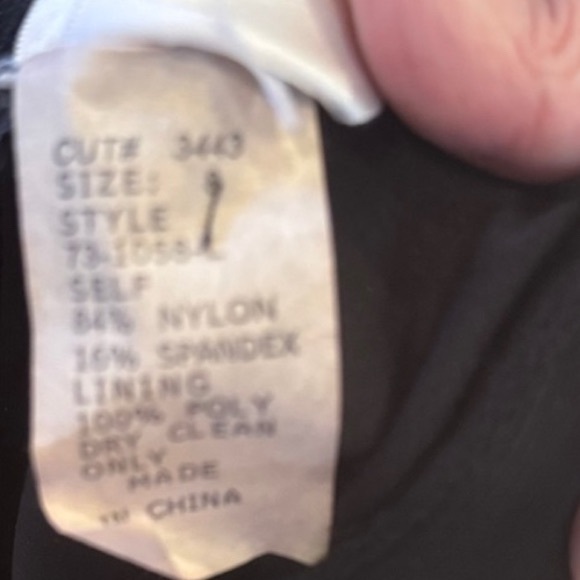 CUT# 3443
SIZE:
STYLE
SELF
84% NYLON
16% SPANDEX
LINING
100% POLY
DRY CLEAN
ONLY
MADE
IN CHINA